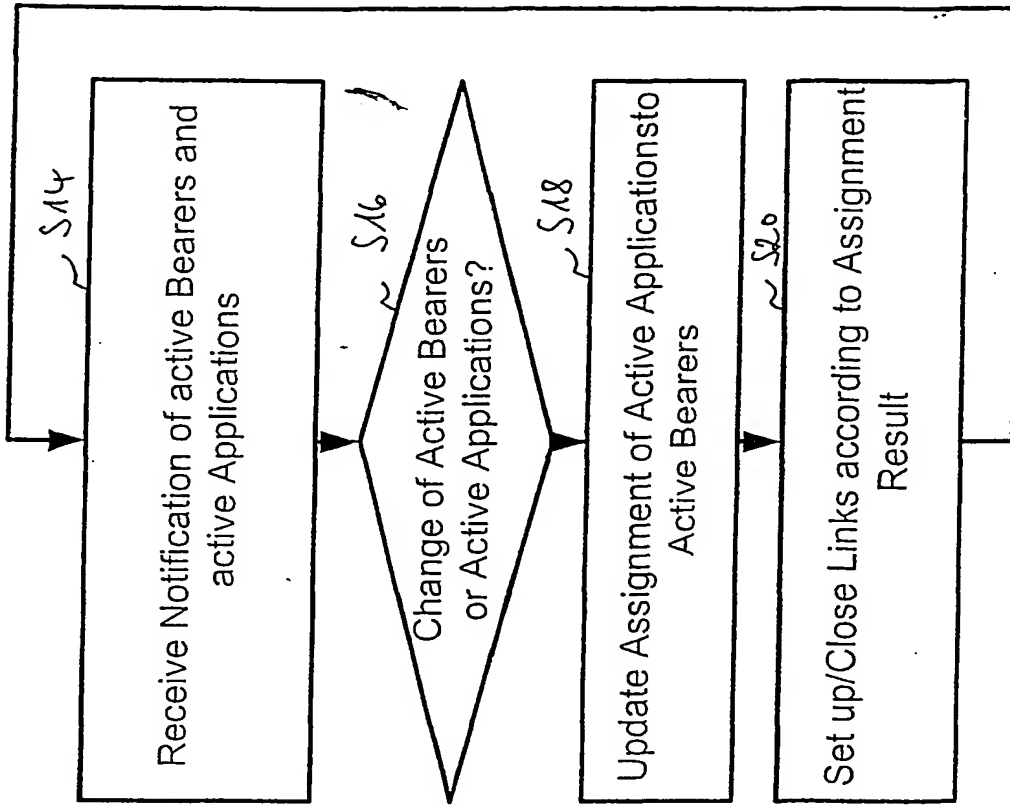 S14
Receive Notification of active Bearers and
active Applications
S16
Change of Active Bearers
or Active Applications?
S18
Update Assignment of Active Applicationsto
Active Bearers
S20
Set up/Close Links according to Assignment
Result